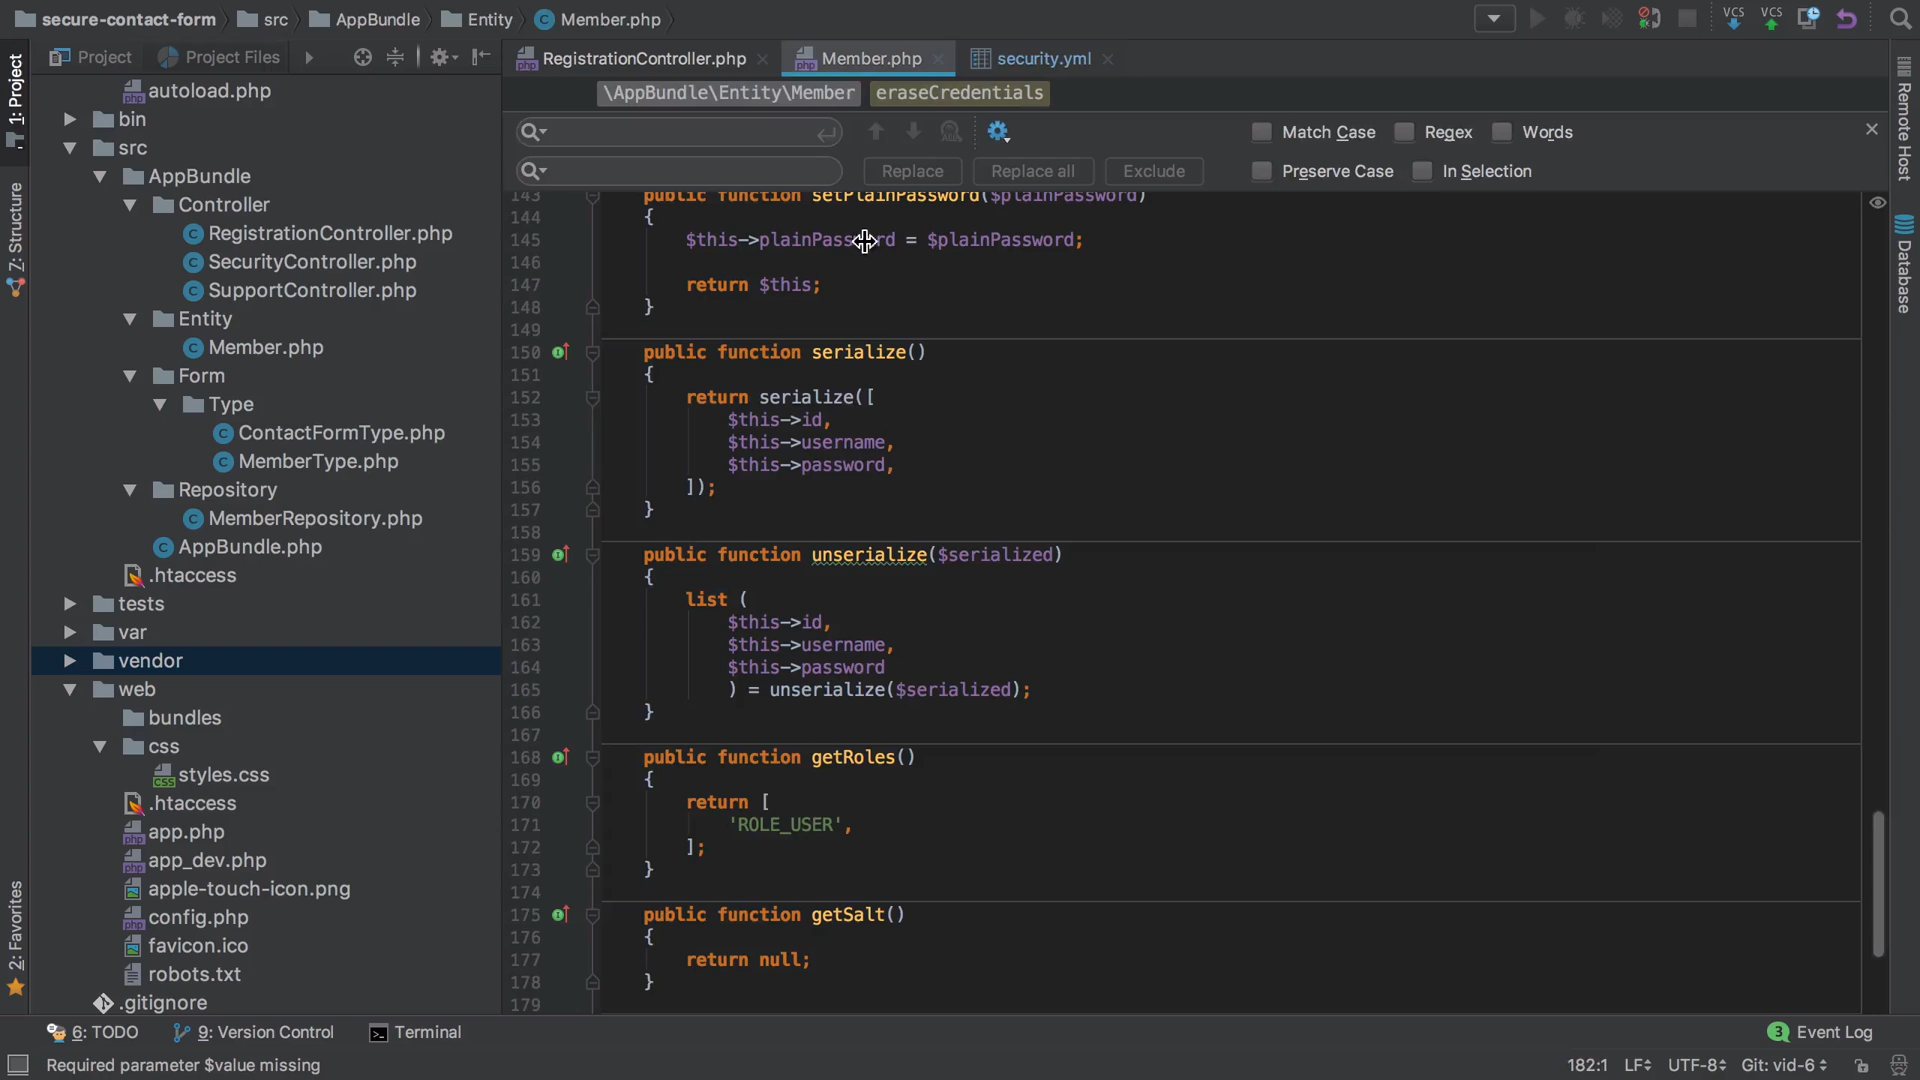 secure-contact-form src AppBundle Entity Member.php
VCS VCS
Project Project Files
RegistrationController.php Member.php security.yml
\AppBundle\Entity\Member eraseCredentials
Match Case Regex Words
Replace Replace all Exclude Preserve Case In Selection
1: Project
Z: Structure
2: Favorites
autoload.php
bin
src
AppBundle
Controller
RegistrationController.php
SecurityController.php
SupportController.php
Entity
Member.php
Form
Type
ContactFormType.php
MemberType.php
Repository
MemberRepository.php
AppBundle.php
.htaccess
tests
var
vendor
web
bundles
css
styles.css
.htaccess
app.php
app_dev.php
apple-touch-icon.png
config.php
favicon.ico
robots.txt
.gitignore
143 public function setPlainPassword($plainPassword)
144 {
145 $this->plainPassword = $plainPassword;
146
147 return $this;
148 }
149
150 public function serialize()
151 {
152 return serialize([
153 $this->id,
154 $this->username,
155 $this->password,
156 ]);
157 }
158
159 public function unserialize($serialized)
160 {
161 list (
162 $this->id,
163 $this->username,
164 $this->password
165 ) = unserialize($serialized);
166 }
167
168 public function getRoles()
169 {
170 return [
171 'ROLE_USER',
172 ];
173 }
174
175 public function getSalt()
176 {
177 return null;
178 }
179
Remote Host
Database
6: TODO 9: Version Control Terminal 3 Event Log
Required parameter $value missing 182:1 LF UTF-8 Git: vid-6